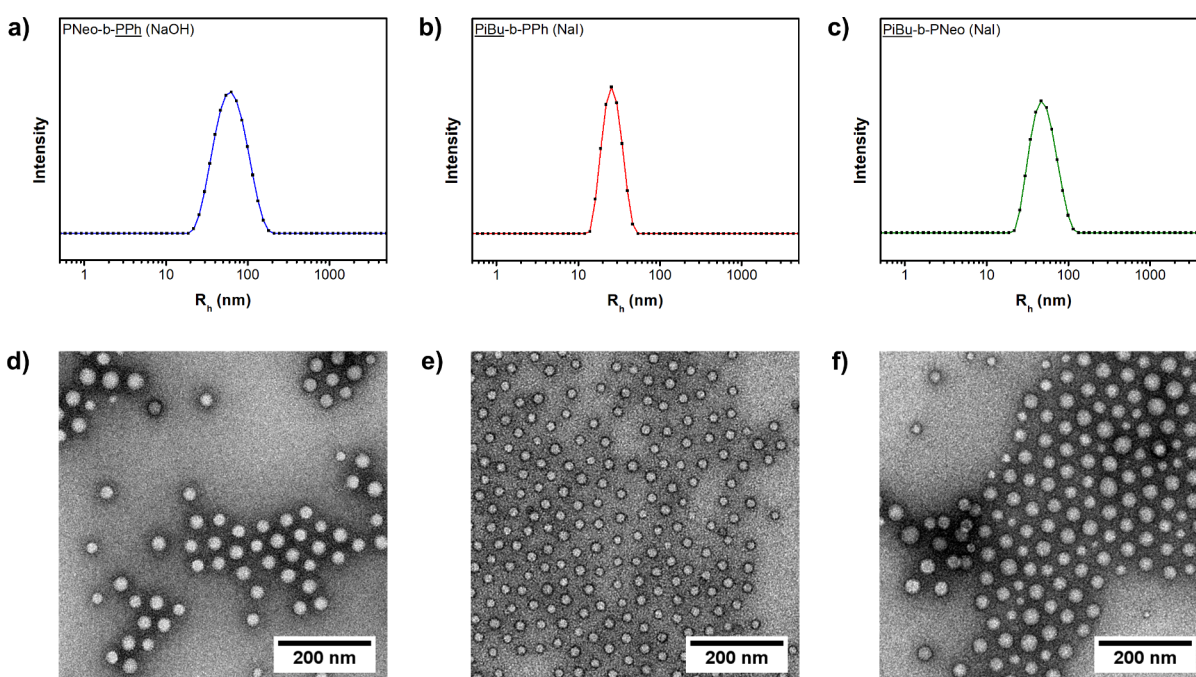 a)
PNeo-b-PPh (NaOH)
Intensity
1 10 100 1000
Rh (nm)
b)
PiBu-b-PPh (NaI)
Intensity
1 10 100 1000
Rh (nm)
c)
PiBu-b-PNeo (NaI)
Intensity
1 10 100 1000
Rh (nm)
d)
200 nm
e)
200 nm
f)
200 nm